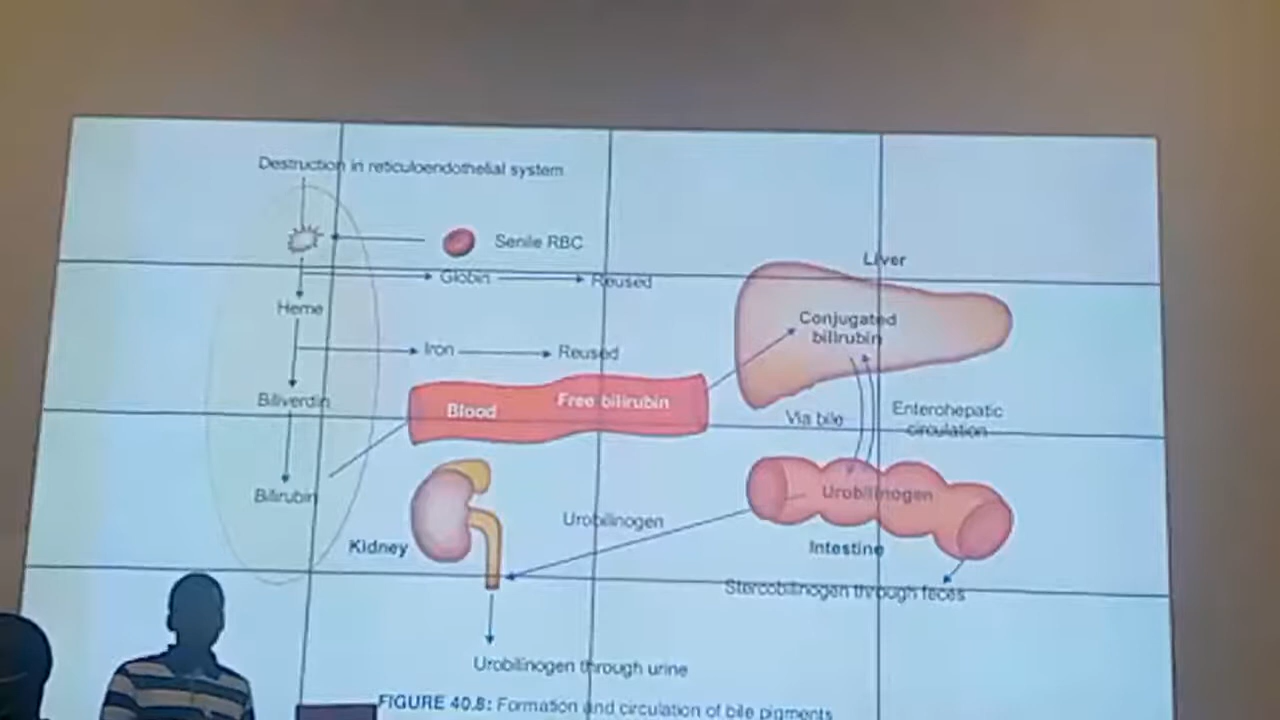 Destruction in reticuloendothelial system
Senile RBC
Globin
Reused
Liver
Heme
Conjugated
bilirubin
Iron
Reused
Biliverdin
Blood
Free bilirubin
Via bile
Enterohepatic
circulation
Bilirubin
Urobilinogen
Urobilinogen
Kidney
Intestine
Stercobilinogen through feces
Urobilinogen through urine
FIGURE 40.8: Formation and circulation of bile pigments